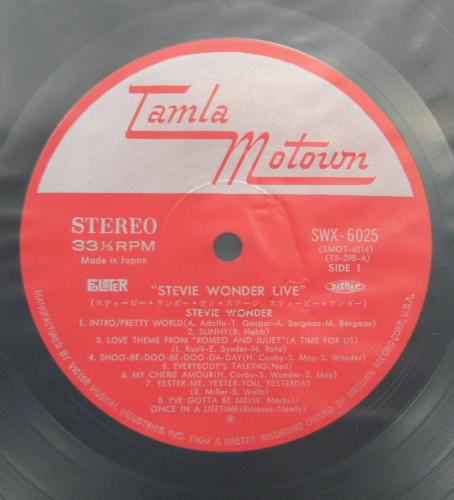 Tamla
Motown
STEREO
33⅓RPM
Made in Japan
SWX-6025
(SMOT-6016)
(TS-298-A)
SIDE 1
"STEVIE WONDER LIVE"
(スティービー・ワンダー・オン・ステージ, スティービー・ワンダー)
STEVIE WONDER
1. INTRO/PRETTY WORLD(A. Adolfo-T. Gaspar-A. Bergman-M. Bergman)
2. SUNNY(B. Hebb)
3. LOVE THEME FROM "ROMEO AND JULIET"(A TIME FOR US)
(L. Kusik-E. Synder-N. Rota)
4. SHOO-BE-DOO-BE-DOO-DA-DAY(H. Cosby-S. Moy-S. Wonder)
5. EVERYBODY'S TALKING(Neil)
6. MY CHERIE AMOUR(H. Cosby-S. Wonder-S. Moy)
7. YESTER-ME, YESTER-YOU, YESTERDAY
(R. Miller-B. Wells)
8. I'VE GOTTA BE ME(W. Marks)/
ONCE IN A LIFETIME(Bricusse-Newly)
MANUFACTURED BY VICTOR MUSICAL INDUSTRIES, INC. FROM A MASTER RECORDING OWNED BY MOTOWN RECORD CORP., U.S.A.